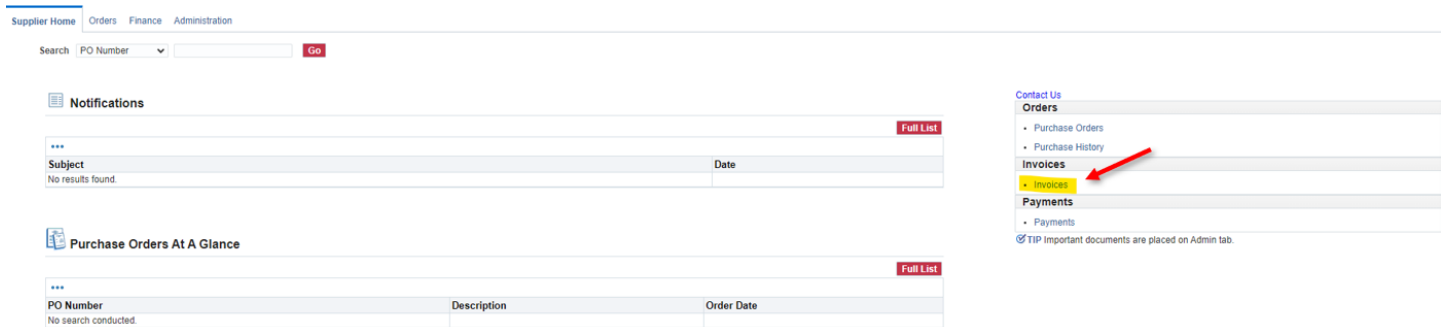 Supplier Home Orders Finance Administration
Search PO Number Go
Notifications
Full List
Subject Date
No results found.
Purchase Orders At A Glance
Full List
PO Number Description Order Date
No search conducted.
Contact Us
Orders
• Purchase Orders
• Purchase History
Invoices
• Invoices
Payments
• Payments
TIP Important documents are placed on Admin tab.